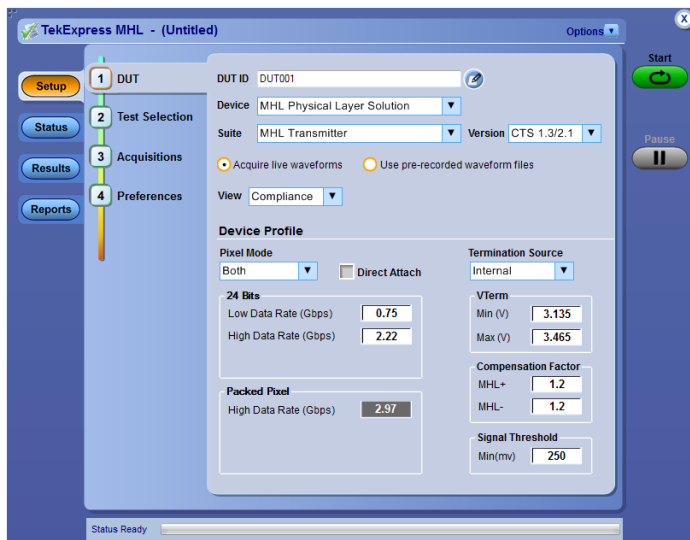 TekExpress MHL - (Untitled)
Options
X
Start
Pause
Setup
Status
Results
Reports
1 DUT
2 Test Selection
3 Acquisitions
4 Preferences
DUT ID DUT001
Device MHL Physical Layer Solution
Suite MHL Transmitter Version CTS 1.3/2.1
Acquire live waveforms Use pre-recorded waveform files
View Compliance
Device Profile
Pixel Mode
Both Direct Attach
24 Bits
Low Data Rate (Gbps) 0.75
High Data Rate (Gbps) 2.22
Packed Pixel
High Data Rate (Gbps) 2.97
Termination Source
Internal
VTerm
Min (V) 3.135
Max (V) 3.465
Compensation Factor
MHL+ 1.2
MHL- 1.2
Signal Threshold
Min(mv) 250
Status Ready